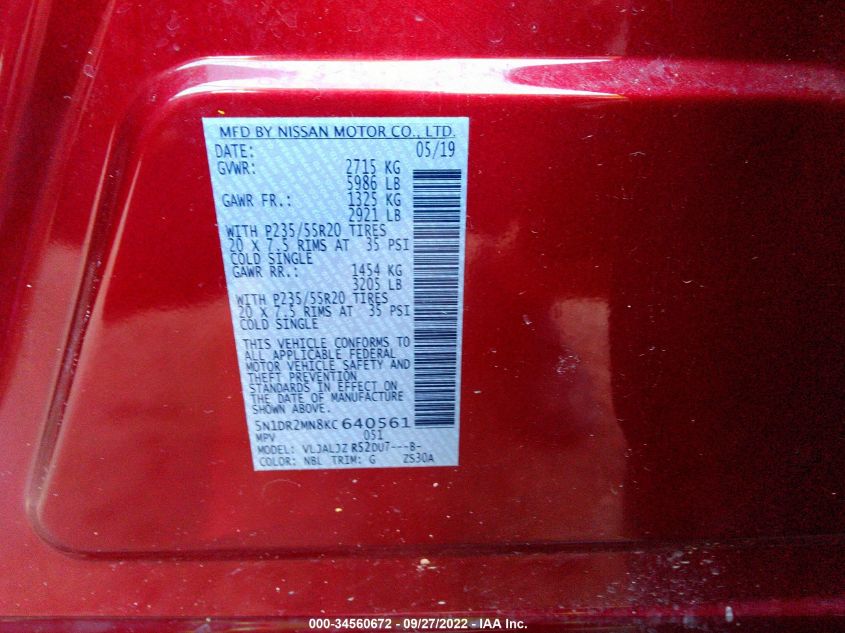 MFD BY NISSAN MOTOR CO., LTD.
DATE: 05/19
GVWR: 2715 KG
5986 LB
GAWR FR.: 1325 KG
2921 LB
WITH P235/55R20 TIRES
20 X 7.5 RIMS AT 35 PSI
COLD SINGLE
GAWR RR.: 1454 KG
3205 LB
WITH P235/55R20 TIRES
20 X 7.5 RIMS AT 35 PSI
COLD SINGLE
THIS VEHICLE CONFORMS TO
ALL APPLICABLE FEDERAL
MOTOR VEHICLE SAFETY AND
THEFT PREVENTION
STANDARDS IN EFFECT ON
THE DATE OF MANUFACTURE
SHOWN ABOVE.
5N1DR2MN8KC640561
MPV 051
MODEL: VLJALJZ R52DU7---B-
COLOR: NBL TRIM: G ZS30A
000-34560672 - 09/27/2022 - IAA Inc.